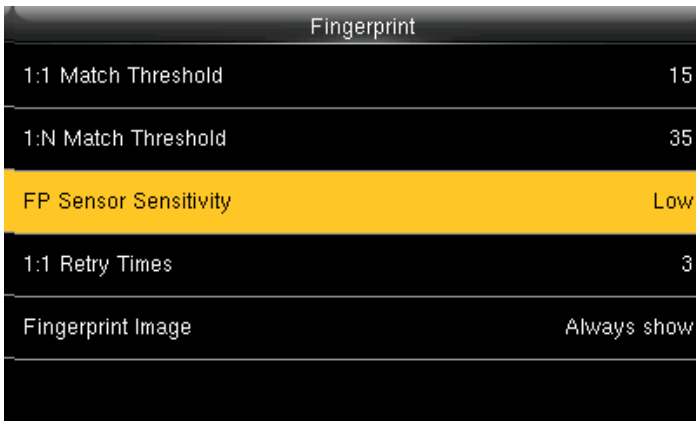 Fingerprint
1:1 Match Threshold 15
1:N Match Threshold 35
FP Sensor Sensitivity Low
1:1 Retry Times 3
Fingerprint Image Always show